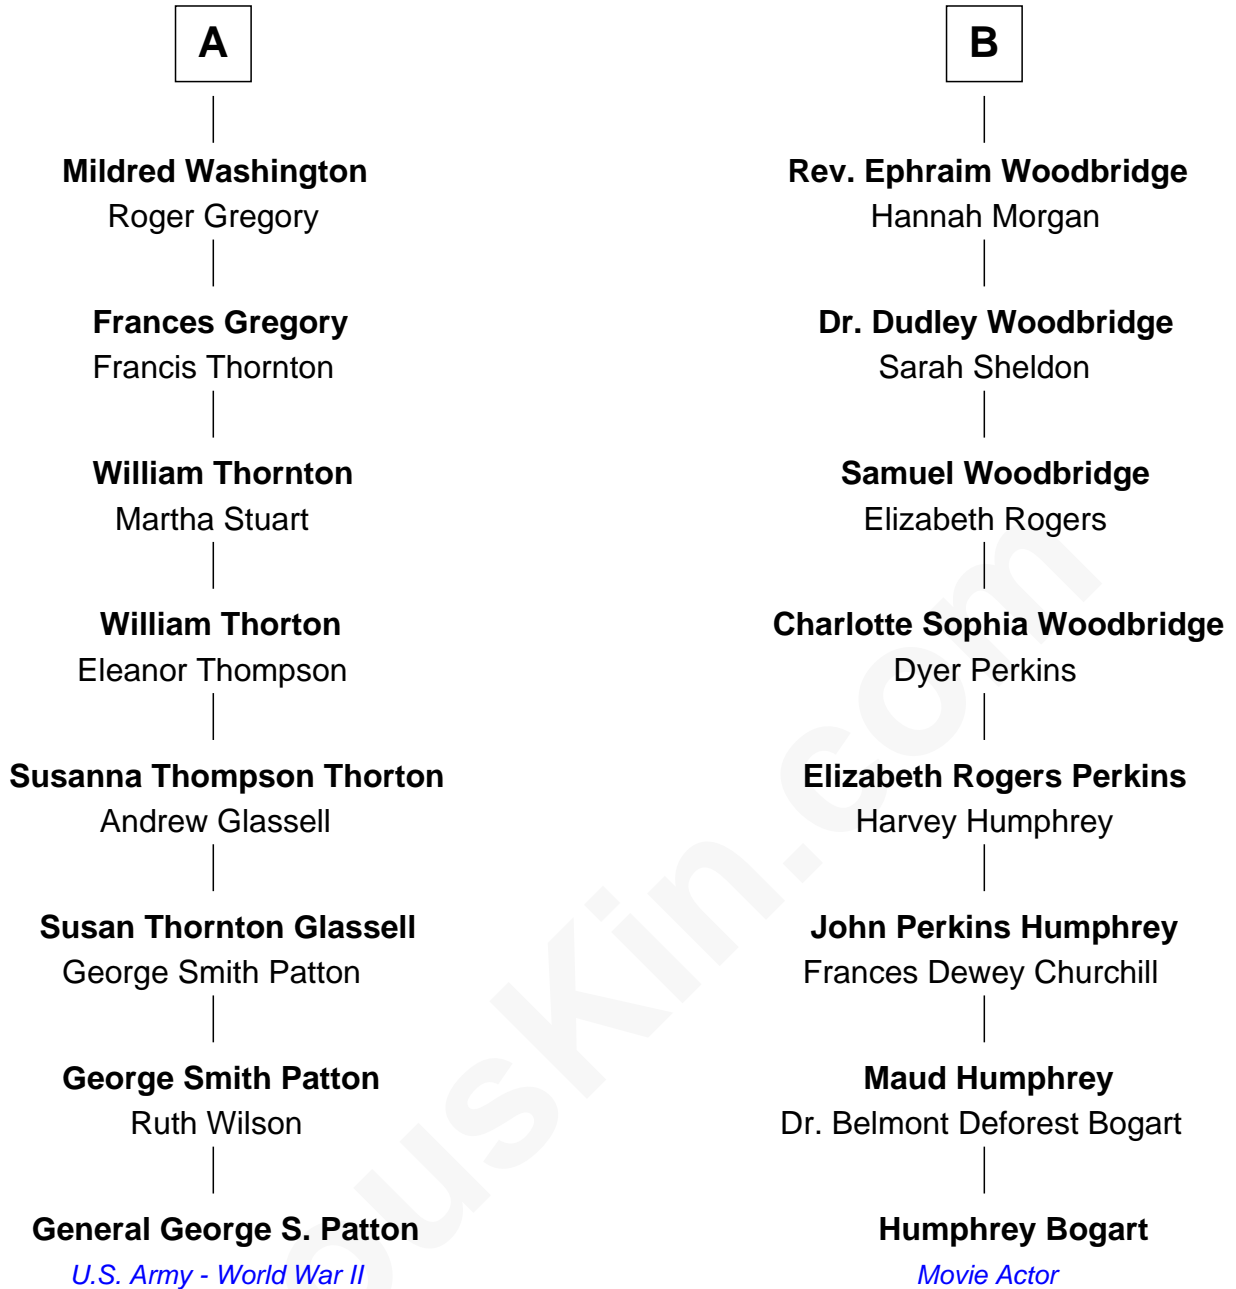 A
Mildred Washington
Roger Gregory
Frances Gregory
Francis Thornton
William Thornton
Martha Stuart
William Thorton
Eleanor Thompson
Susanna Thompson Thorton
Andrew Glassell
Susan Thornton Glassell
George Smith Patton
George Smith Patton
Ruth Wilson
General George S. Patton
U.S. Army - World War II
B
Rev. Ephraim Woodbridge
Hannah Morgan
Dr. Dudley Woodbridge
Sarah Sheldon
Samuel Woodbridge
Elizabeth Rogers
Charlotte Sophia Woodbridge
Dyer Perkins
Elizabeth Rogers Perkins
Harvey Humphrey
John Perkins Humphrey
Frances Dewey Churchill
Maud Humphrey
Dr. Belmont Deforest Bogart
Humphrey Bogart
Movie Actor
ousKin.com